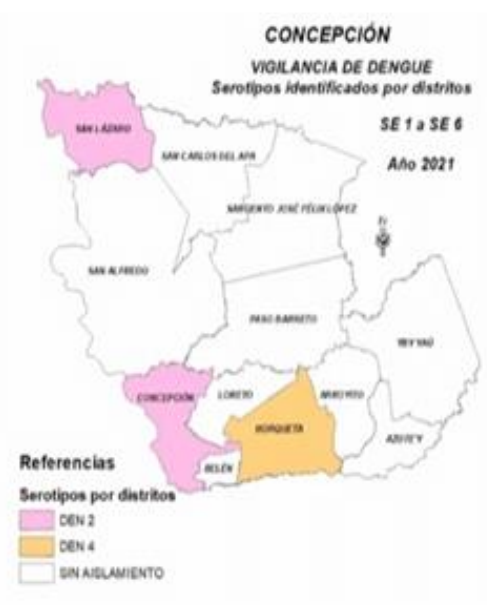 CONCEPCIÓN
VIGILANCIA DE DENGUE
Serotipos identificados por distritos
SE 1 a SE 6
Año 2021
SAN LÁZARO
SAN CARLOS DEL APA
SARGENTO JOSÉ FÉLIX LÓPEZ
N
SAN ALFREDO
PASO BARRETO
YBY YAÚ
CONCEPCIÓN
LORETO
ARROYITO
HORQUETA
AZOTE'Y
BELÉN
Referencias
Serotipos por distritos
DEN 2
DEN 4
SIN AISLAMIENTO